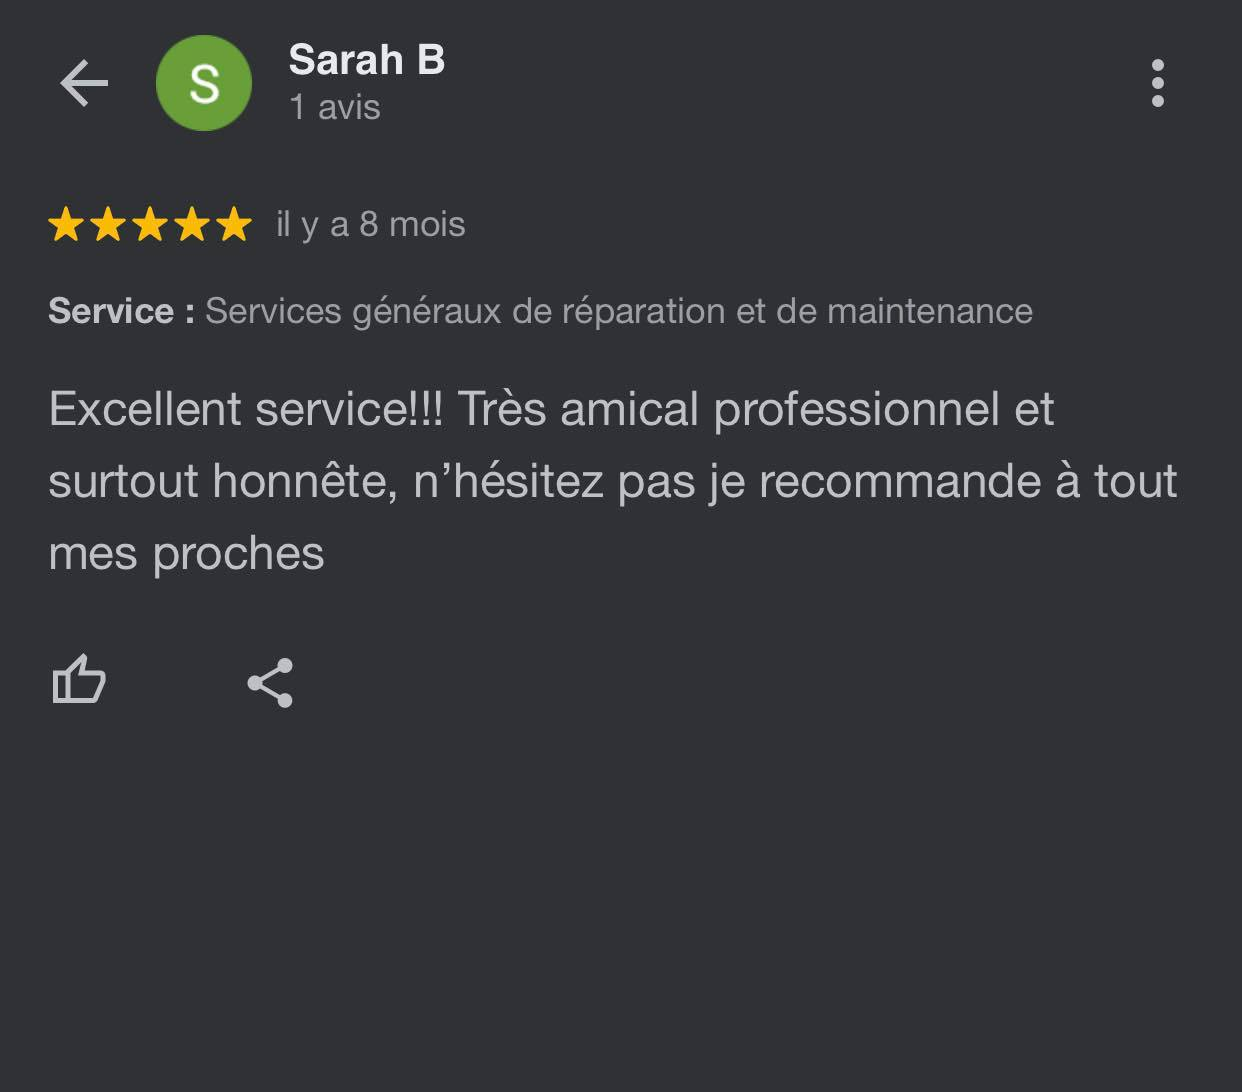 S
Sarah B
1 avis
il y a 8 mois
Service : Services généraux de réparation et de maintenance
Excellent service!!! Très amical professionnel et
surtout honnête, n’hésitez pas je recommande à tout
mes proches